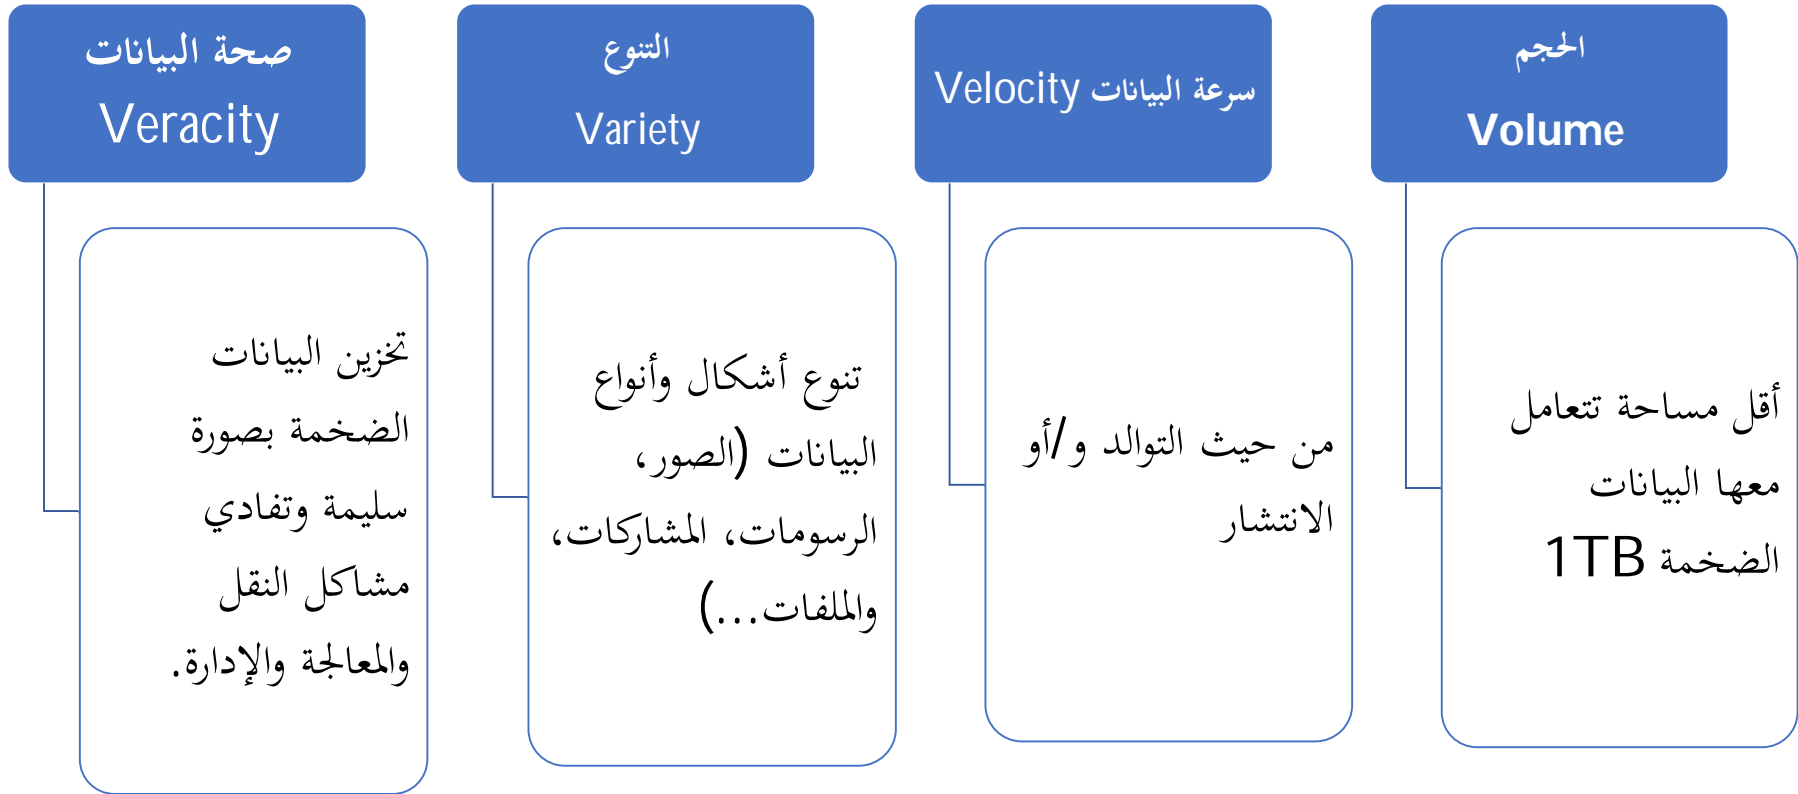 الحجم
Volume
أقل مساحة تتعامل
معها البيانات
الضخمة 1TB
سرعة البيانات Velocity
من حيث التوالد و/أو
الانتشار
التنوع
Variety
تنوع أشكال وأنواع
البيانات (الصور،
الرسومات، المشاركات،
والملفات...)
صحة البيانات
Veracity
تخزين البيانات
الضخمة بصورة
سليمة وتفادي
مشاكل النقل
والمعالجة والإدارة.